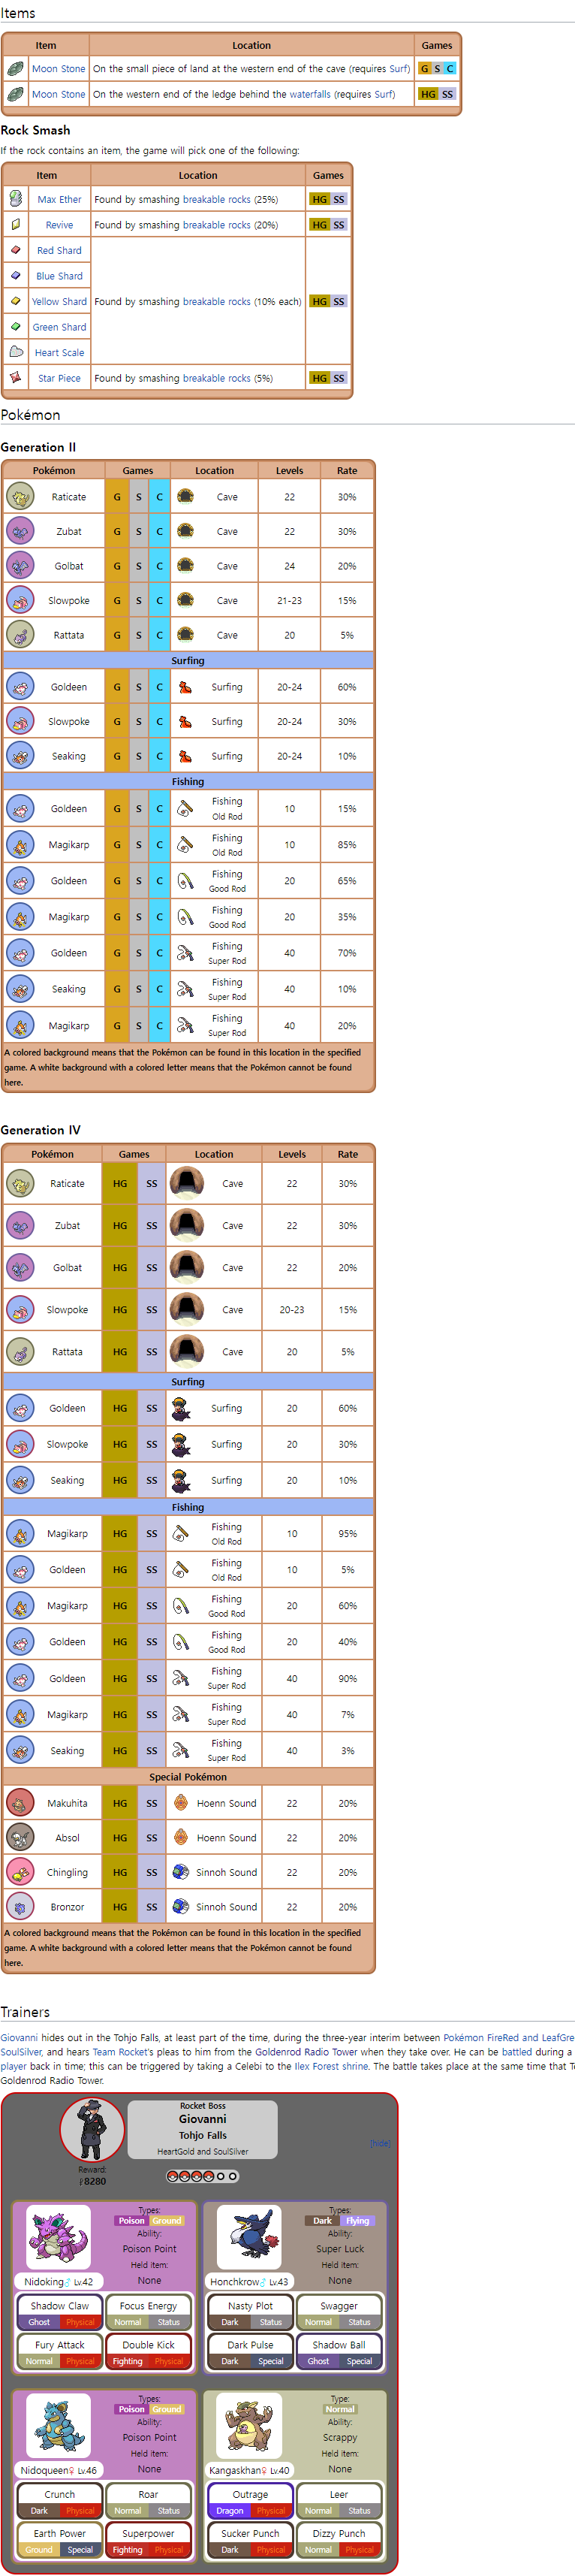 Items
Item Location Games
Moon Stone On the small piece of land at the western end of the cave (requires Surf) G S C
Moon Stone On the western end of the ledge behind the waterfalls (requires Surf) HG SS
Rock Smash
If the rock contains an item, the game will pick one of the following:
Item Location Games
Max Ether Found by smashing breakable rocks (25%) HG SS
Revive Found by smashing breakable rocks (20%) HG SS
Red Shard
Blue Shard
Yellow Shard Found by smashing breakable rocks (10% each) HG SS
Green Shard
Heart Scale
Star Piece Found by smashing breakable rocks (5%) HG SS
Pokémon
Generation II
Pokémon Games Location Levels Rate
Raticate G S C Cave 22 30%
Zubat G S C Cave 22 30%
Golbat G S C Cave 24 20%
Slowpoke G S C Cave 21-23 15%
Rattata G S C Cave 20 5%
Surfing
Goldeen G S C Surfing 20-24 60%
Slowpoke G S C Surfing 20-24 30%
Seaking G S C Surfing 20-24 10%
Fishing
Goldeen G S C Fishing Old Rod 10 15%
Magikarp G S C Fishing Old Rod 10 85%
Goldeen G S C Fishing Good Rod 20 65%
Magikarp G S C Fishing Good Rod 20 35%
Goldeen G S C Fishing Super Rod 40 70%
Seaking G S C Fishing Super Rod 40 10%
Magikarp G S C Fishing Super Rod 40 20%
A colored background means that the Pokémon can be found in this location in the specified
game. A white background with a colored letter means that the Pokémon cannot be found
here.
Generation IV
Pokémon Games Location Levels Rate
Raticate HG SS Cave 22 30%
Zubat HG SS Cave 22 30%
Golbat HG SS Cave 22 20%
Slowpoke HG SS Cave 20-23 15%
Rattata HG SS Cave 20 5%
Surfing
Goldeen HG SS Surfing 20 60%
Slowpoke HG SS Surfing 20 30%
Seaking HG SS Surfing 20 10%
Fishing
Magikarp HG SS Fishing Old Rod 10 95%
Goldeen HG SS Fishing Old Rod 10 5%
Magikarp HG SS Fishing Good Rod 20 60%
Goldeen HG SS Fishing Good Rod 20 40%
Goldeen HG SS Fishing Super Rod 40 90%
Magikarp HG SS Fishing Super Rod 40 7%
Seaking HG SS Fishing Super Rod 40 3%
Special Pokémon
Makuhita HG SS Hoenn Sound 22 20%
Absol HG SS Hoenn Sound 22 20%
Chingling HG SS Sinnoh Sound 22 20%
Bronzor HG SS Sinnoh Sound 22 20%
A colored background means that the Pokémon can be found in this location in the specified
game. A white background with a colored letter means that the Pokémon cannot be found
here.
Trainers
Giovanni hides out in the Tohjo Falls, at least part of the time, during the three-year interim between Pokémon FireRed and LeafGre
SoulSilver, and hears Team Rocket's pleas to him from the Goldenrod Radio Tower when they take over. He can be battled during a
player back in time; this can be triggered by taking a Celebi to the Ilex Forest shrine. The battle takes place at the same time that T
Goldenrod Radio Tower.
Rocket Boss
Giovanni
Tohjo Falls
HeartGold and SoulSilver
[hide]
Reward:
8280
Types:
Poison Ground
Ability:
Poison Point
Held item:
None
Nidoking♂ Lv.42
Shadow Claw Focus Energy
Ghost Physical Normal Status
Fury Attack Double Kick
Normal Physical Fighting Physical
Types:
Dark Flying
Ability:
Super Luck
Held item:
None
Honchkrow♂ Lv.43
Nasty Plot Swagger
Dark Status Normal Status
Dark Pulse Shadow Ball
Dark Special Ghost Special
Types:
Poison Ground
Ability:
Poison Point
Held item:
None
Nidoqueen♀ Lv.46
Crunch Roar
Dark Physical Normal Status
Earth Power Superpower
Ground Special Fighting Physical
Type:
Normal
Ability:
Scrappy
Held item:
None
Kangaskhan♀ Lv.40
Outrage Leer
Dragon Physical Normal Status
Sucker Punch Dizzy Punch
Dark Physical Normal Physical